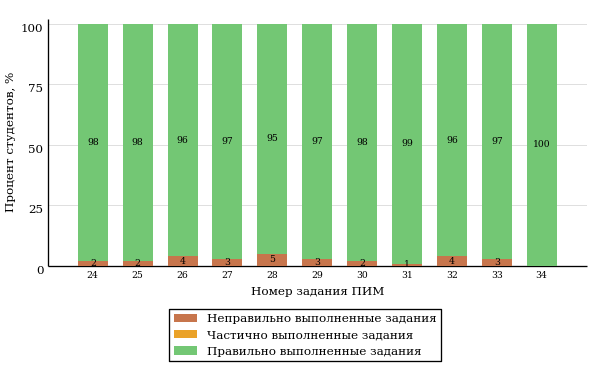 Процент студентов, %
100
75
50
25
0
98 98 96 97 95 97 98 99 96 97 100
2 2 4 3 5 3 2 1 4 3
24 25 26 27 28 29 30 31 32 33 34
Номер задания ПИМ
Неправильно выполненные задания
Частично выполненные задания
Правильно выполненные задания